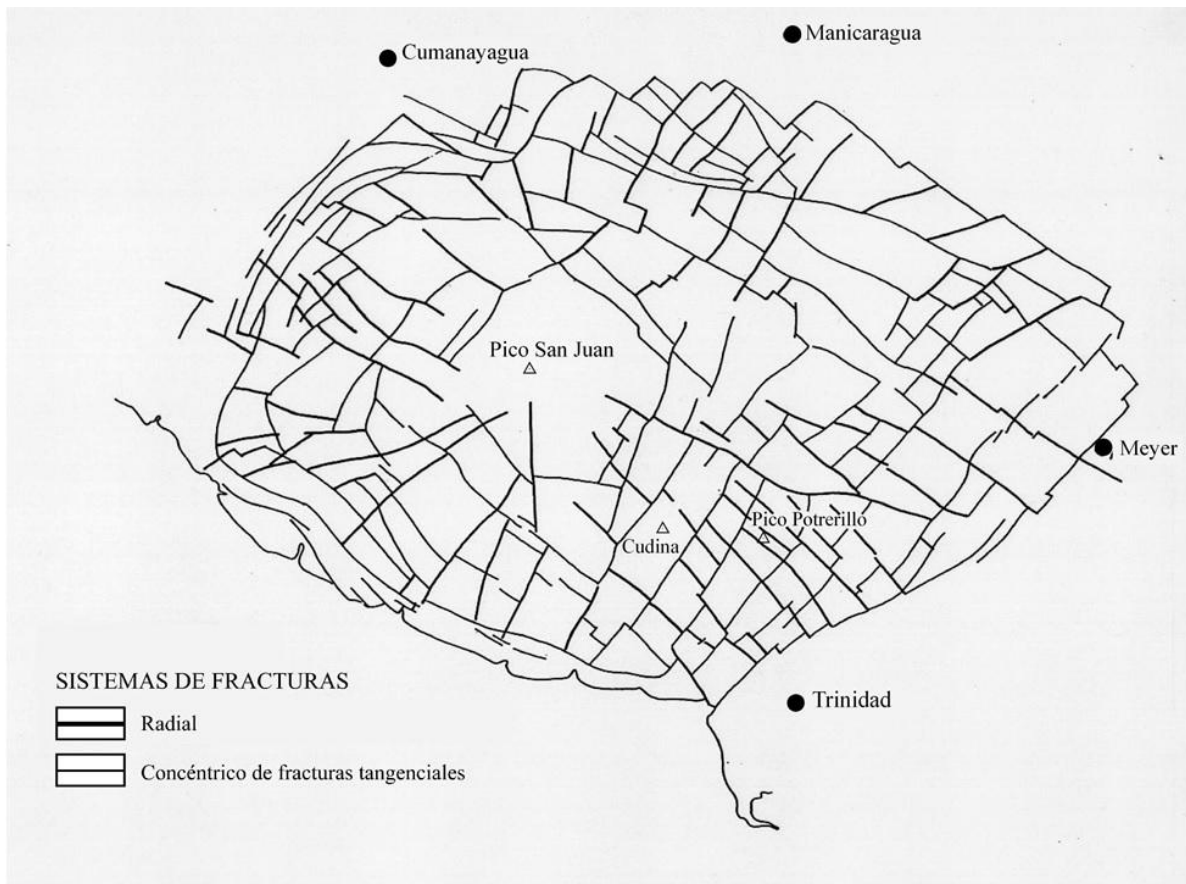 Manicaragua
Cumanayagua
Pico San Juan
Meyer
Pico Potrerillo
Cudina
Trinidad
SISTEMAS DE FRACTURAS
Radial
Concéntrico de fracturas tangenciales